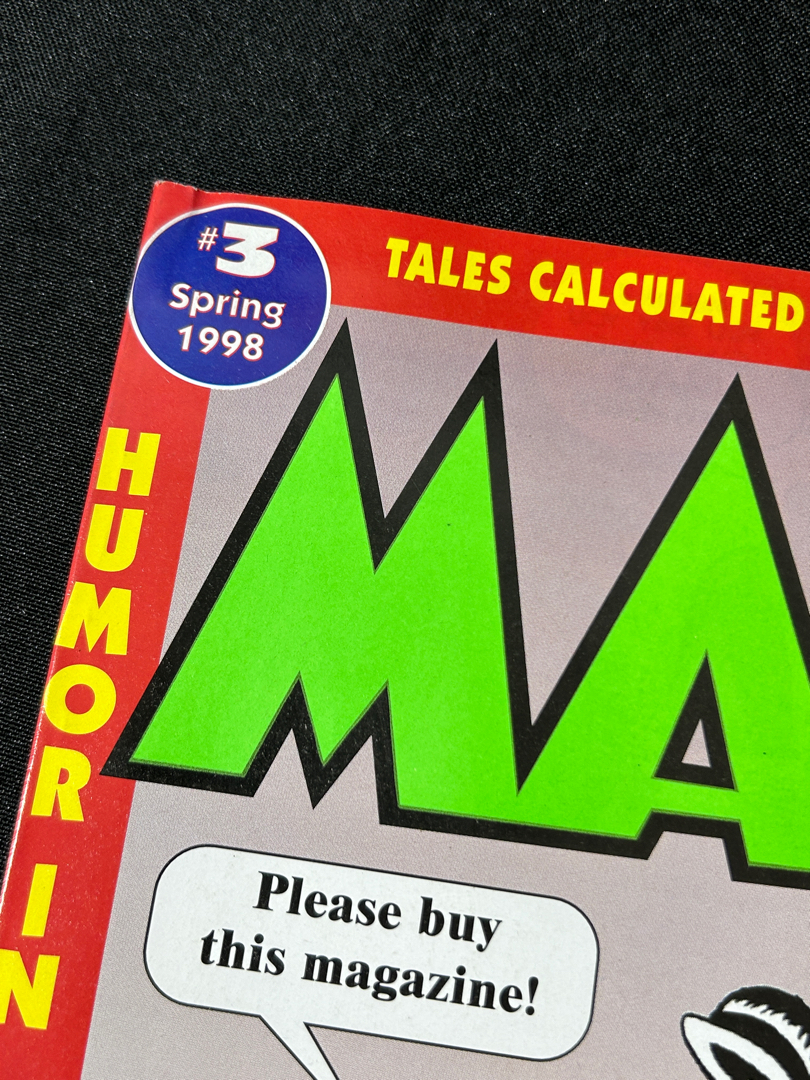 #3
Spring
1998
TALES CALCULATED
MA
HUMOR IN
Please buy
this magazine!